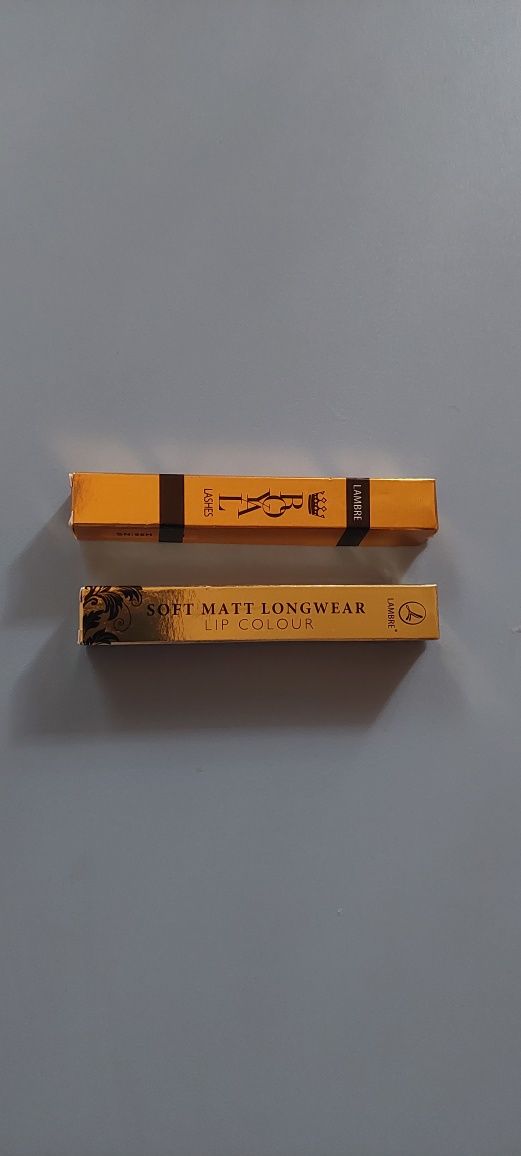 LAMBRE
ROYAL
LASHES
SOFT MATT LONGWEAR
LIP COLOUR
LAMBRE®